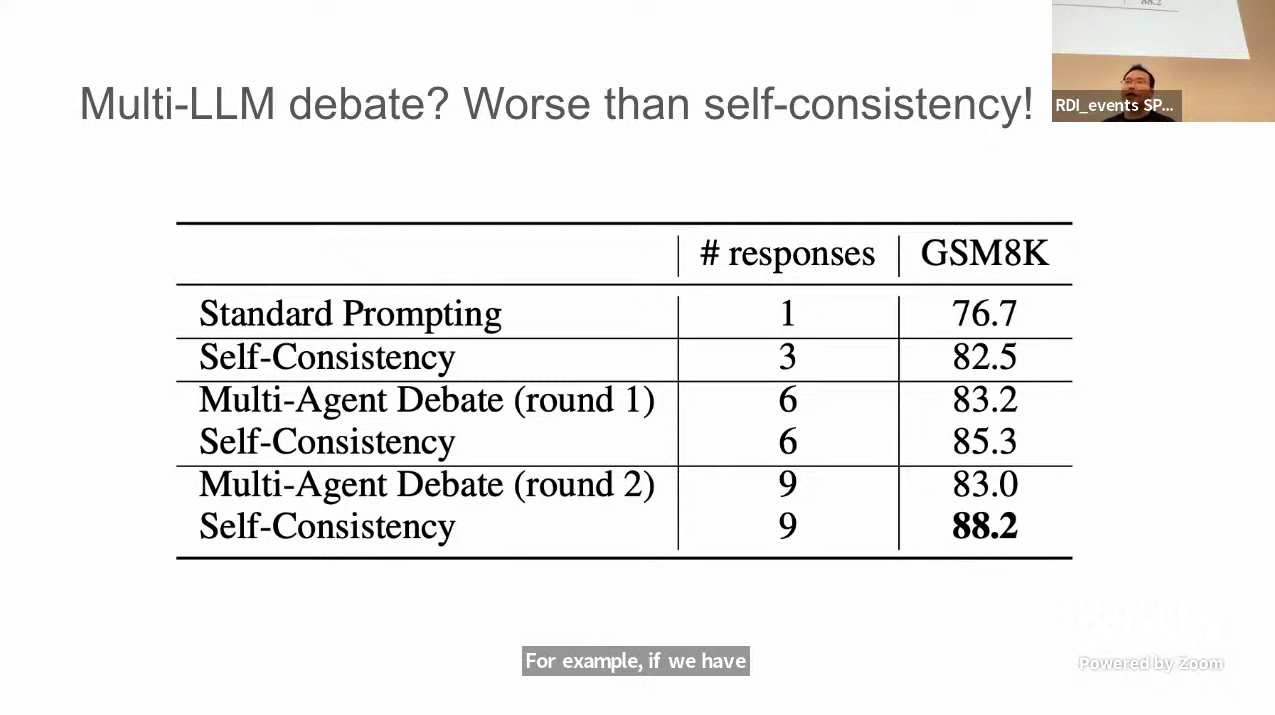 Multi-LLM debate? Worse than self-consistency!
RDI_events SP...
# responses GSM8K
Standard Prompting 1 76.7
Self-Consistency 3 82.5
Multi-Agent Debate (round 1) 6 83.2
Self-Consistency 6 85.3
Multi-Agent Debate (round 2) 9 83.0
Self-Consistency 9 88.2
For example, if we have
Powered by Zoom